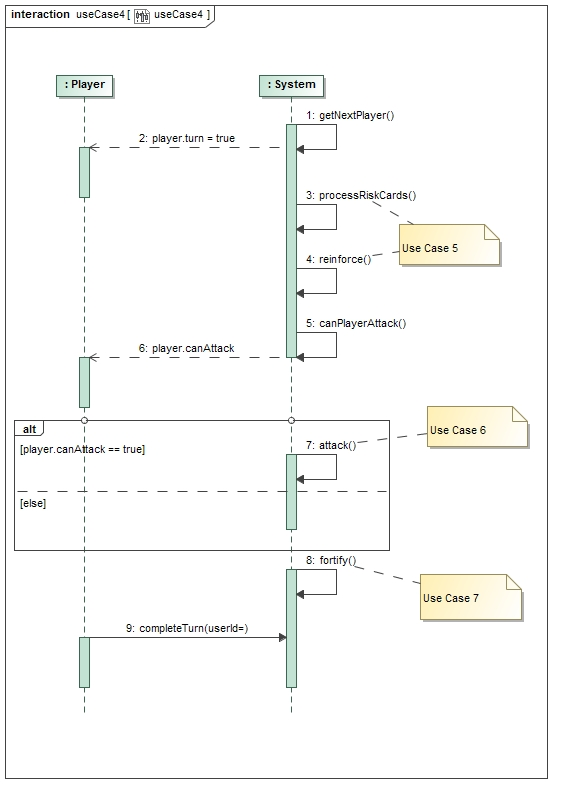 interaction useCase4 [ useCase4 ]
: Player
: System
1: getNextPlayer()
2: player.turn = true
3: processRiskCards()
Use Case 5
4: reinforce()
5: canPlayerAttack()
6: player.canAttack
alt
[player.canAttack == true]
Use Case 6
7: attack()
[else]
8: fortify()
Use Case 7
9: completeTurn(userId=)